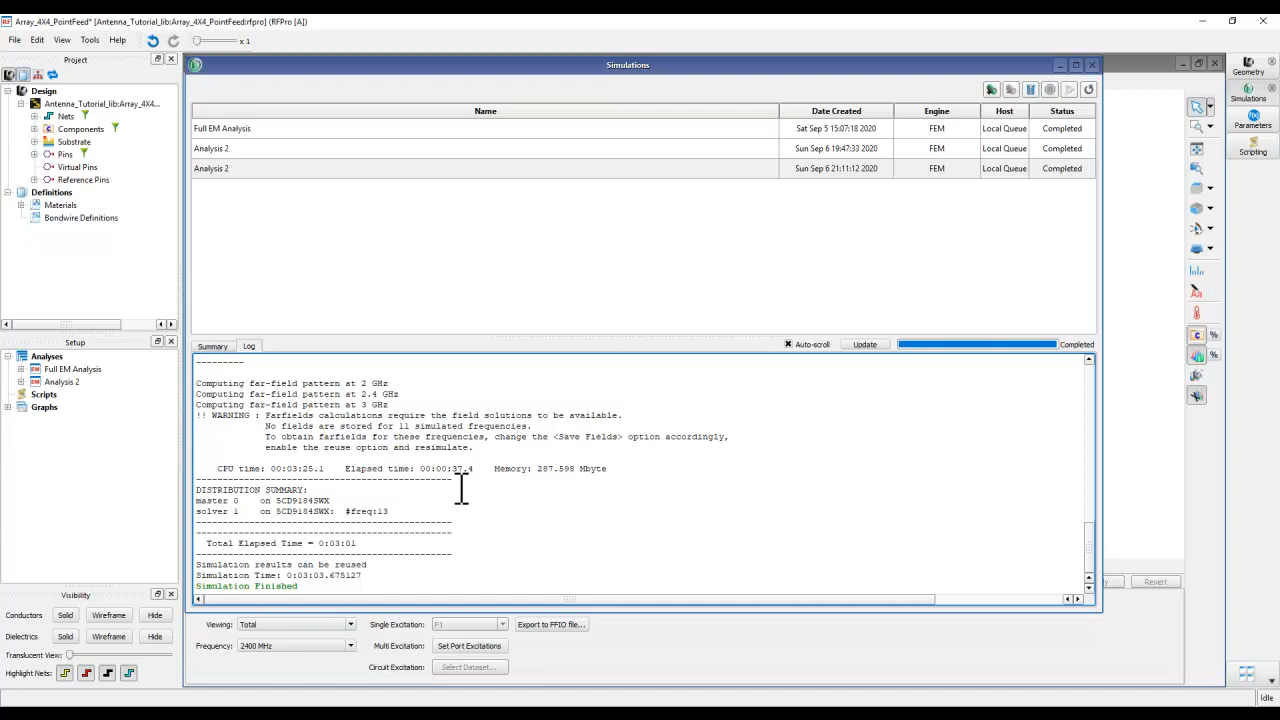 Array_4X4_PointFeed* [Antenna_Tutorial_lib:Array_4X4_PointFeed:rfpro] (RFPro [A] )
File Edit View Tools Help x 1
Project
Design
Antenna_Tutorial_lib:Array_4X4...
Nets
Components
Substrate
Pins
Virtual Pins
Reference Pins
Definitions
Materials
Bondwire Definitions
Setup
Analyses
Full EM Analysis
Analysis 2
Scripts
Graphs
Visibility
Conductors Solid Wireframe Hide
Dielectrics Solid Wireframe Hide
Translucent View:
Highlight Nets:
Simulations
Name Date Created Engine Host Status
Full EM Analysis Sat Sep 5 15:07:18 2020 FEM Local Queue Completed
Analysis 2 Sun Sep 6 19:47:33 2020 FEM Local Queue Completed
Analysis 2 Sun Sep 6 21:11:12 2020 FEM Local Queue Completed
Summary Log Auto-scroll Update Completed
---------
Computing far-field pattern at 2 GHz
Computing far-field pattern at 2.4 GHz
Computing far-field pattern at 3 GHz
!! WARNING : Farfields calculations require the field solutions to be available.
No fields are stored for 11 simulated frequencies.
To obtain farfields for these frequencies, change the <Save Fields> option accordingly,
enable the reuse option and resimulate.
CPU time: 00:03:25.1 Elapsed time: 00:00:37.4 Memory: 287.598 Mbyte
------------------------------------------------
DISTRIBUTION SUMMARY:
master 0 on 5CD9184SWX
solver 1 on 5CD9184SWX: #freq:13
------------------------------------------------
------------------------------------------------
Total Elapsed Time = 0:03:01
------------------------------------------------
Simulation results can be reused
Simulation Time: 0:03:03.675127
Simulation Finished
Viewing: Total Single Excitation: P1 Export to FFIO file...
Frequency: 2400 MHz Multi Excitation: Set Port Excitations
Circuit Excitation: Select Dataset...
Revert
Geometry
Simulations
Parameters
Scripting
Idle